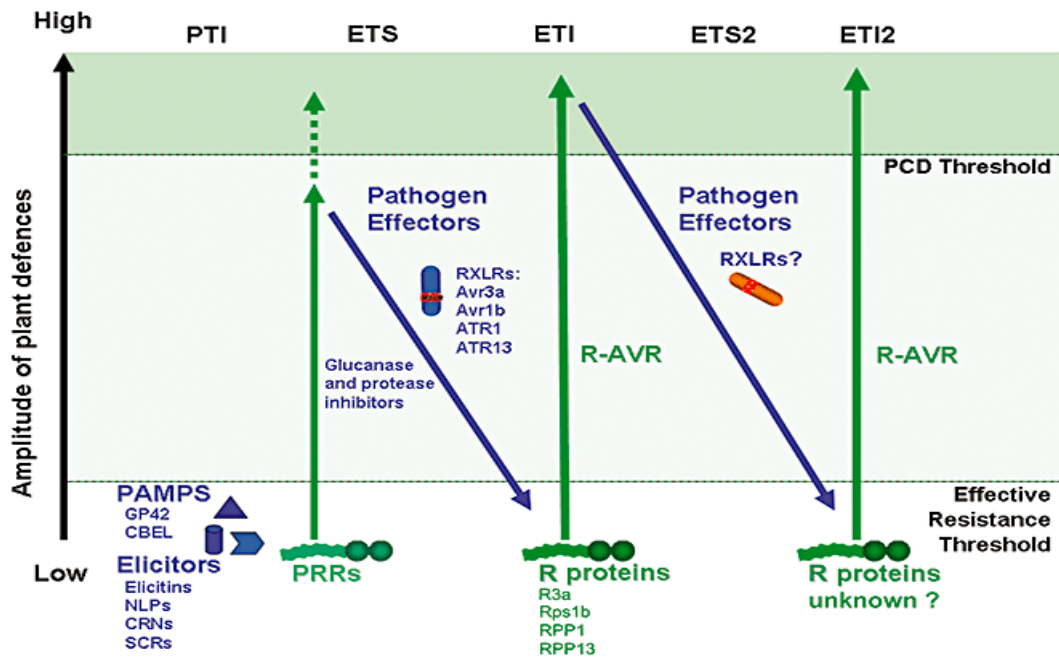 High
PTI
ETS
ETI
ETS2
ETI2
PCD Threshold
Amplitude of plant defences
Pathogen
Effectors
RXLRs:
Avr3a
Avr1b
ATR1
ATR13
Glucanase
and protease
inhibitors
R-AVR
Pathogen
Effectors
RXLRs?
R-AVR
Effective
Resistance
Threshold
Low
PAMPS
GP42
CBEL
Elicitors
Elicitins
NLPs
CRNs
SCRs
PRRs
R proteins
R3a
Rps1b
RPP1
RPP13
R proteins
unknown ?